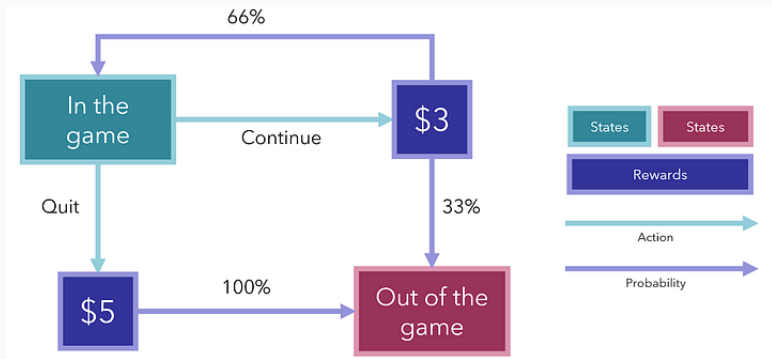 66%
In the
game
Continue
$3
Quit
33%
$5
100%
Out of the
game
States
States
Rewards
Action
Probability